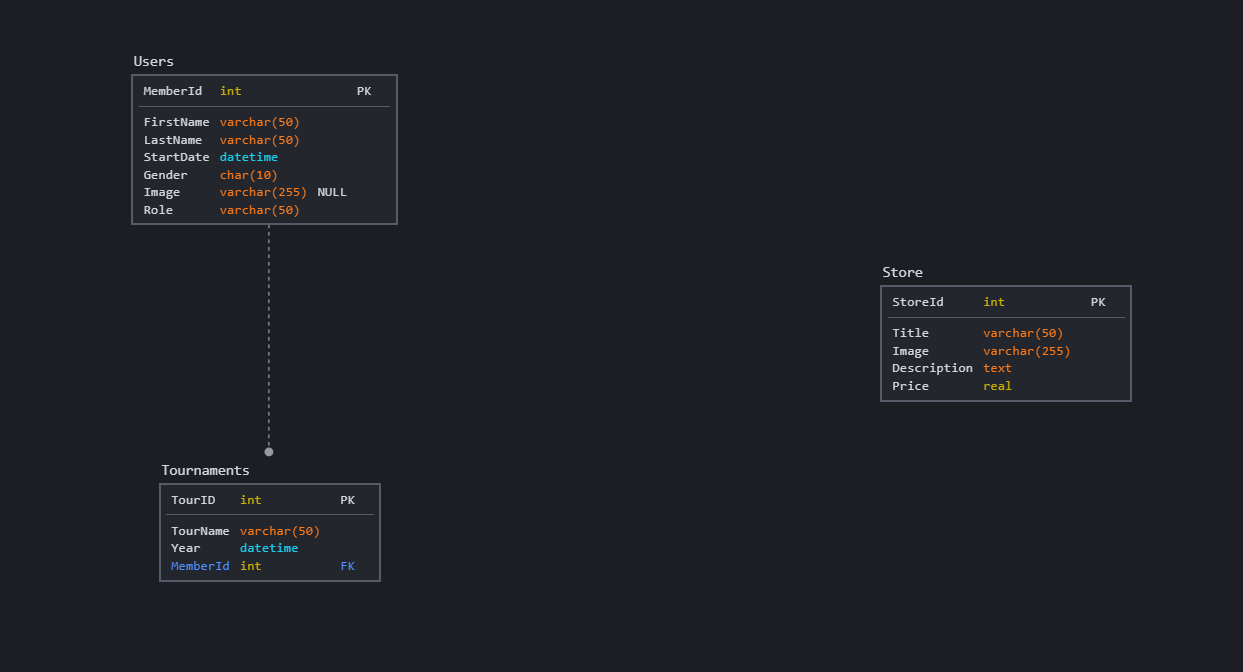 Users
MemberId int PK
FirstName varchar(50)
LastName varchar(50)
StartDate datetime
Gender char(10)
Image varchar(255) NULL
Role varchar(50)
Store
StoreId int PK
Title varchar(50)
Image varchar(255)
Description text
Price real
Tournaments
TourID int PK
TourName varchar(50)
Year datetime
MemberId int FK